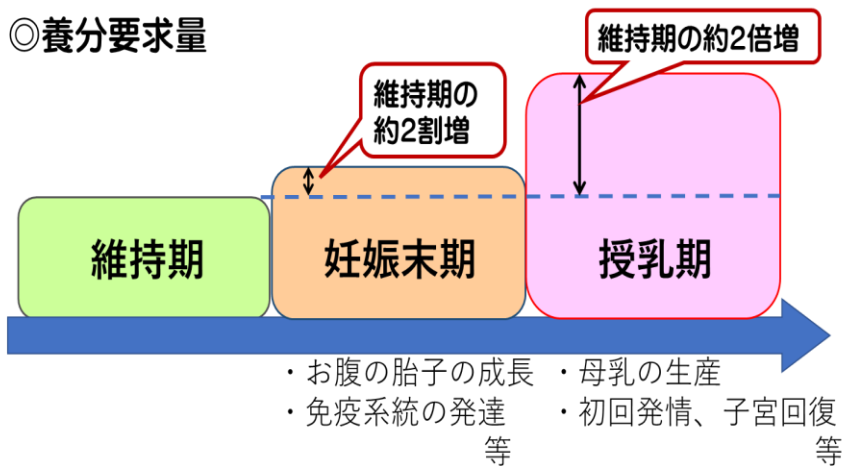 ◎養分要求量
維持期の約2倍増
維持期の
約2割増
維持期
妊娠末期
授乳期
・お腹の胎子の成長
・免疫系統の発達
等
・母乳の生産
・初回発情、子宮回復
等